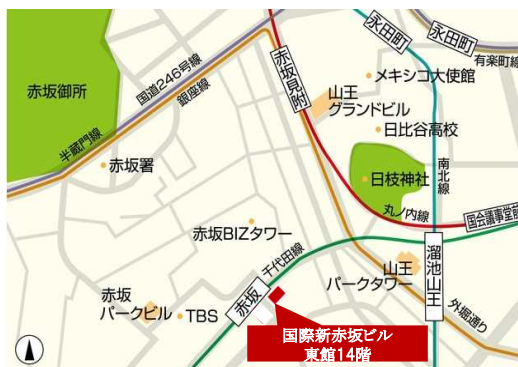 永田町
永田町
有楽町線
国道246号線
銀座線
赤坂御所
赤坂見附
メキシコ大使館
山王
グランドビル
日比谷高校
半蔵門線
赤坂署
日枝神社
南北線
丸ノ内線
国会議事堂前
赤坂BIZタワー
千代田線
溜池山王
山王
パークタワー
赤坂
赤坂
パークビル
TBS
外堀通り
国際新赤坂ビル
東館14階